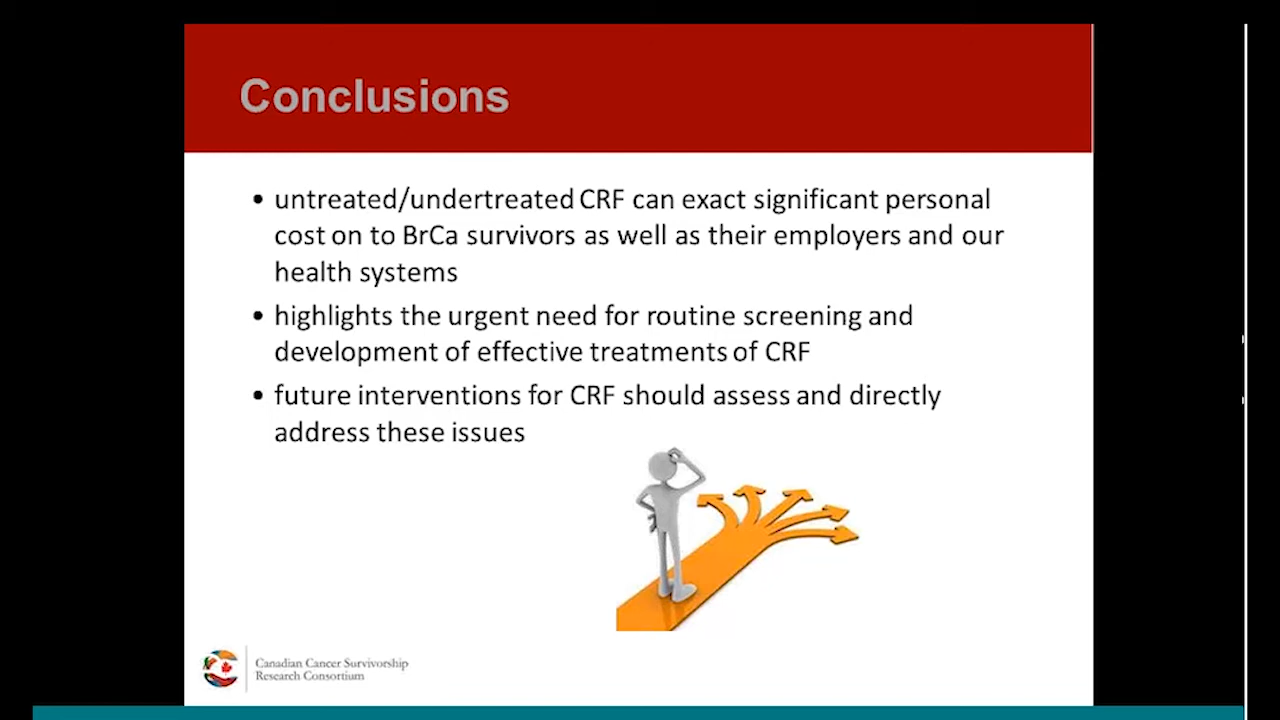 Conclusions
• untreated/undertreated CRF can exact significant personal
cost on to BrCa survivors as well as their employers and our
health systems
• highlights the urgent need for routine screening and
development of effective treatments of CRF
• future interventions for CRF should assess and directly
address these issues
Canadian Cancer Survivorship
Research Consortium